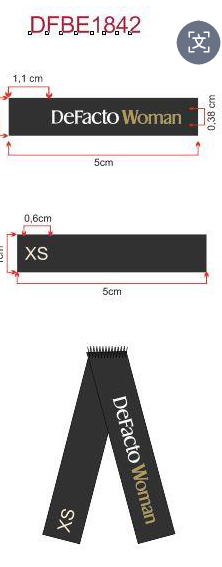 DFBE1842
1,1 cm
DeFacto Woman
0,38 cm
5cm
0,6cm
XS
5cm
DeFacto Woman
XS